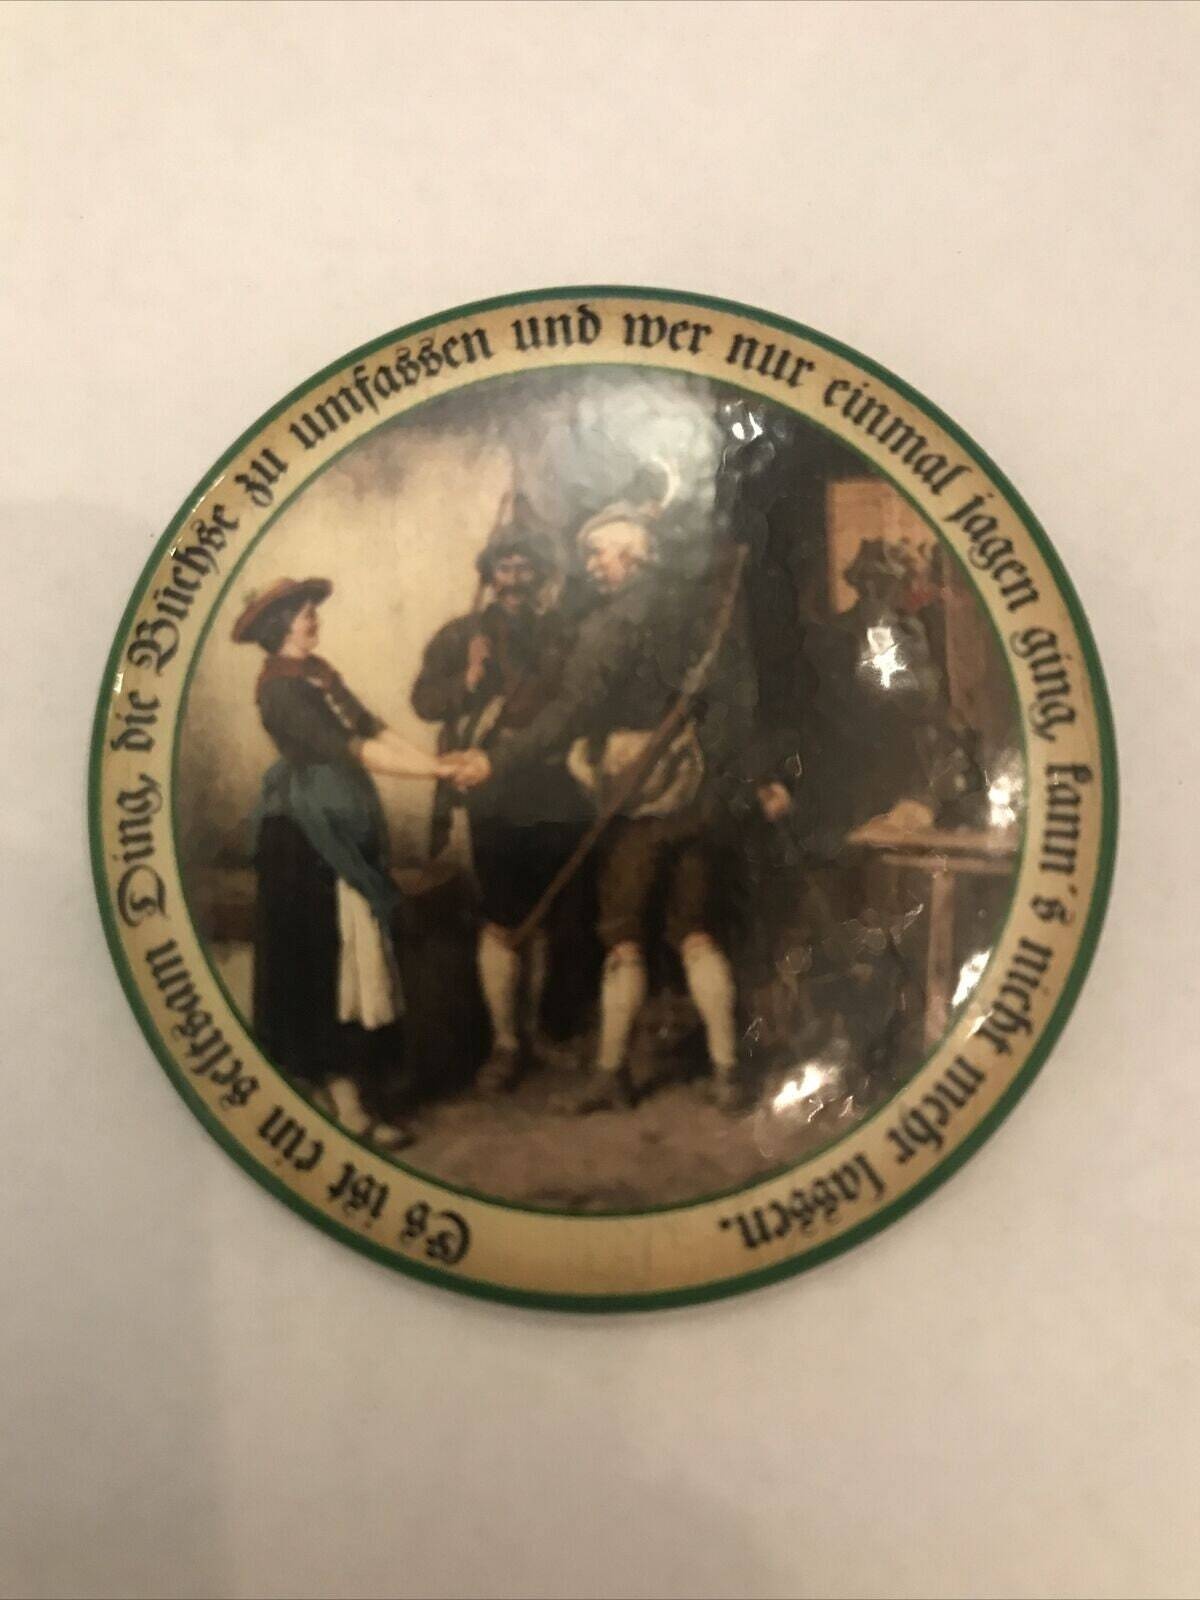 Es ist ein seltsam Ding, die Büchse zu umfassen und wer nur einmal jagen ging, kann's nicht mehr lassen.